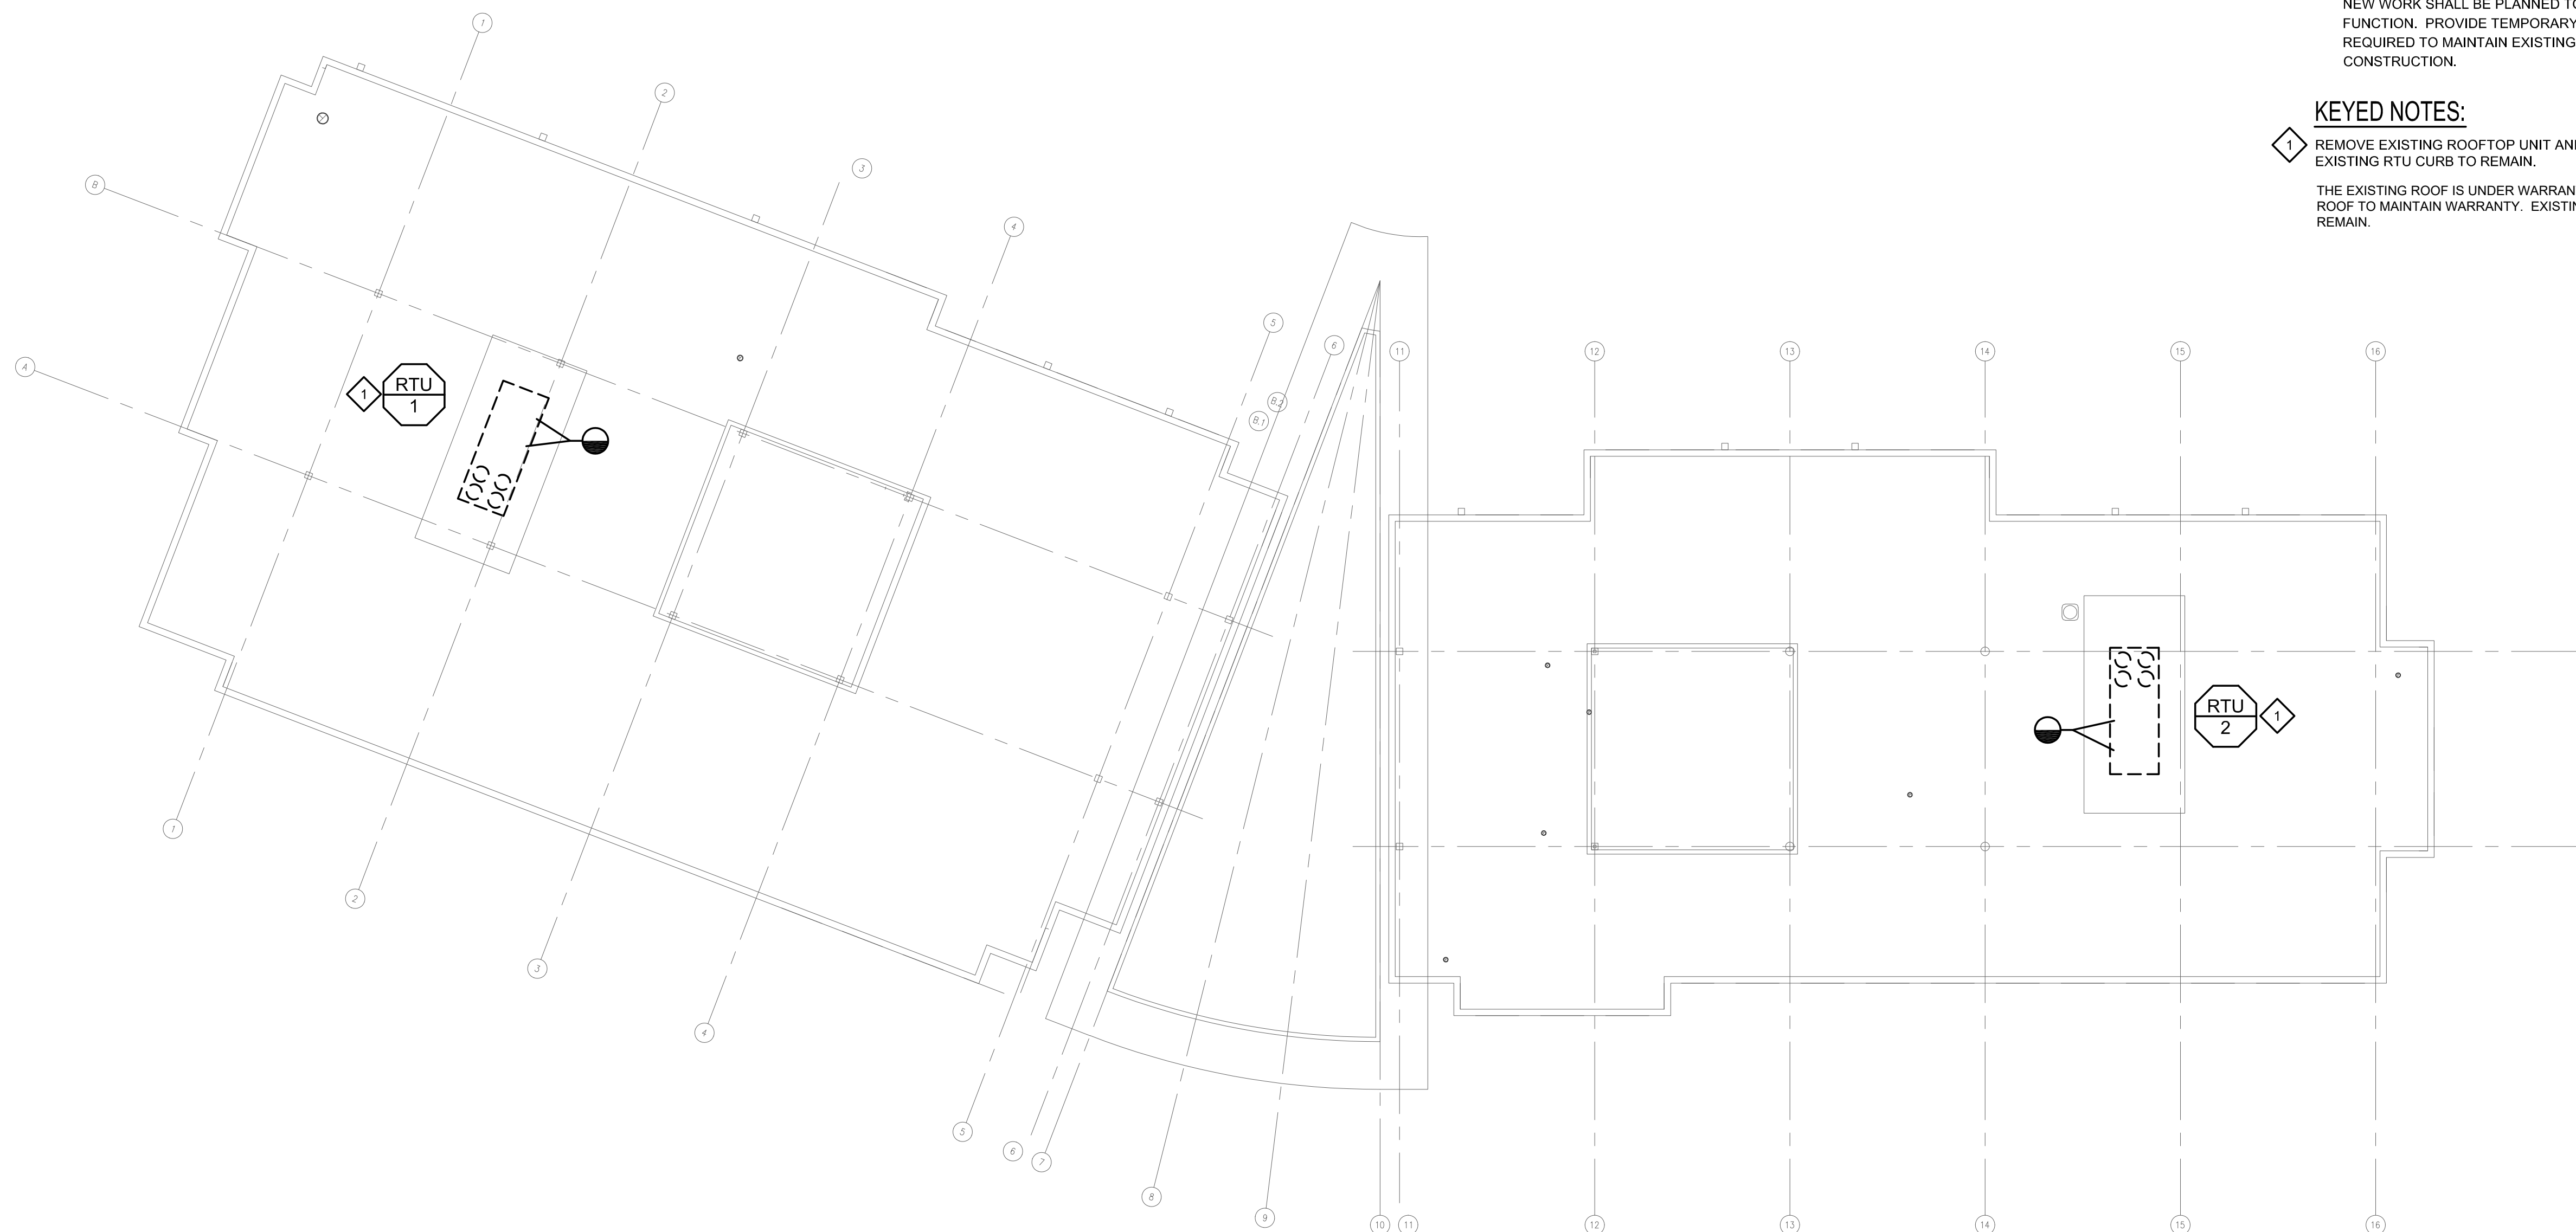 NEW WORK SHALL BE PLANNED TO
FUNCTION. PROVIDE TEMPORARY
REQUIRED TO MAINTAIN EXISTING
CONSTRUCTION.
KEYED NOTES:
1
REMOVE EXISTING ROOFTOP UNIT AN
EXISTING RTU CURB TO REMAIN.
THE EXISTING ROOF IS UNDER WARRAN
ROOF TO MAINTAIN WARRANTY. EXISTIN
REMAIN.
1
2
3
4
5
6
B
A
B.2
B.1
11
12
13
14
15
16
1
RTU
1
RTU
2
1
1
2
3
4
5
6
7
8
9
10
11
12
13
14
15
16